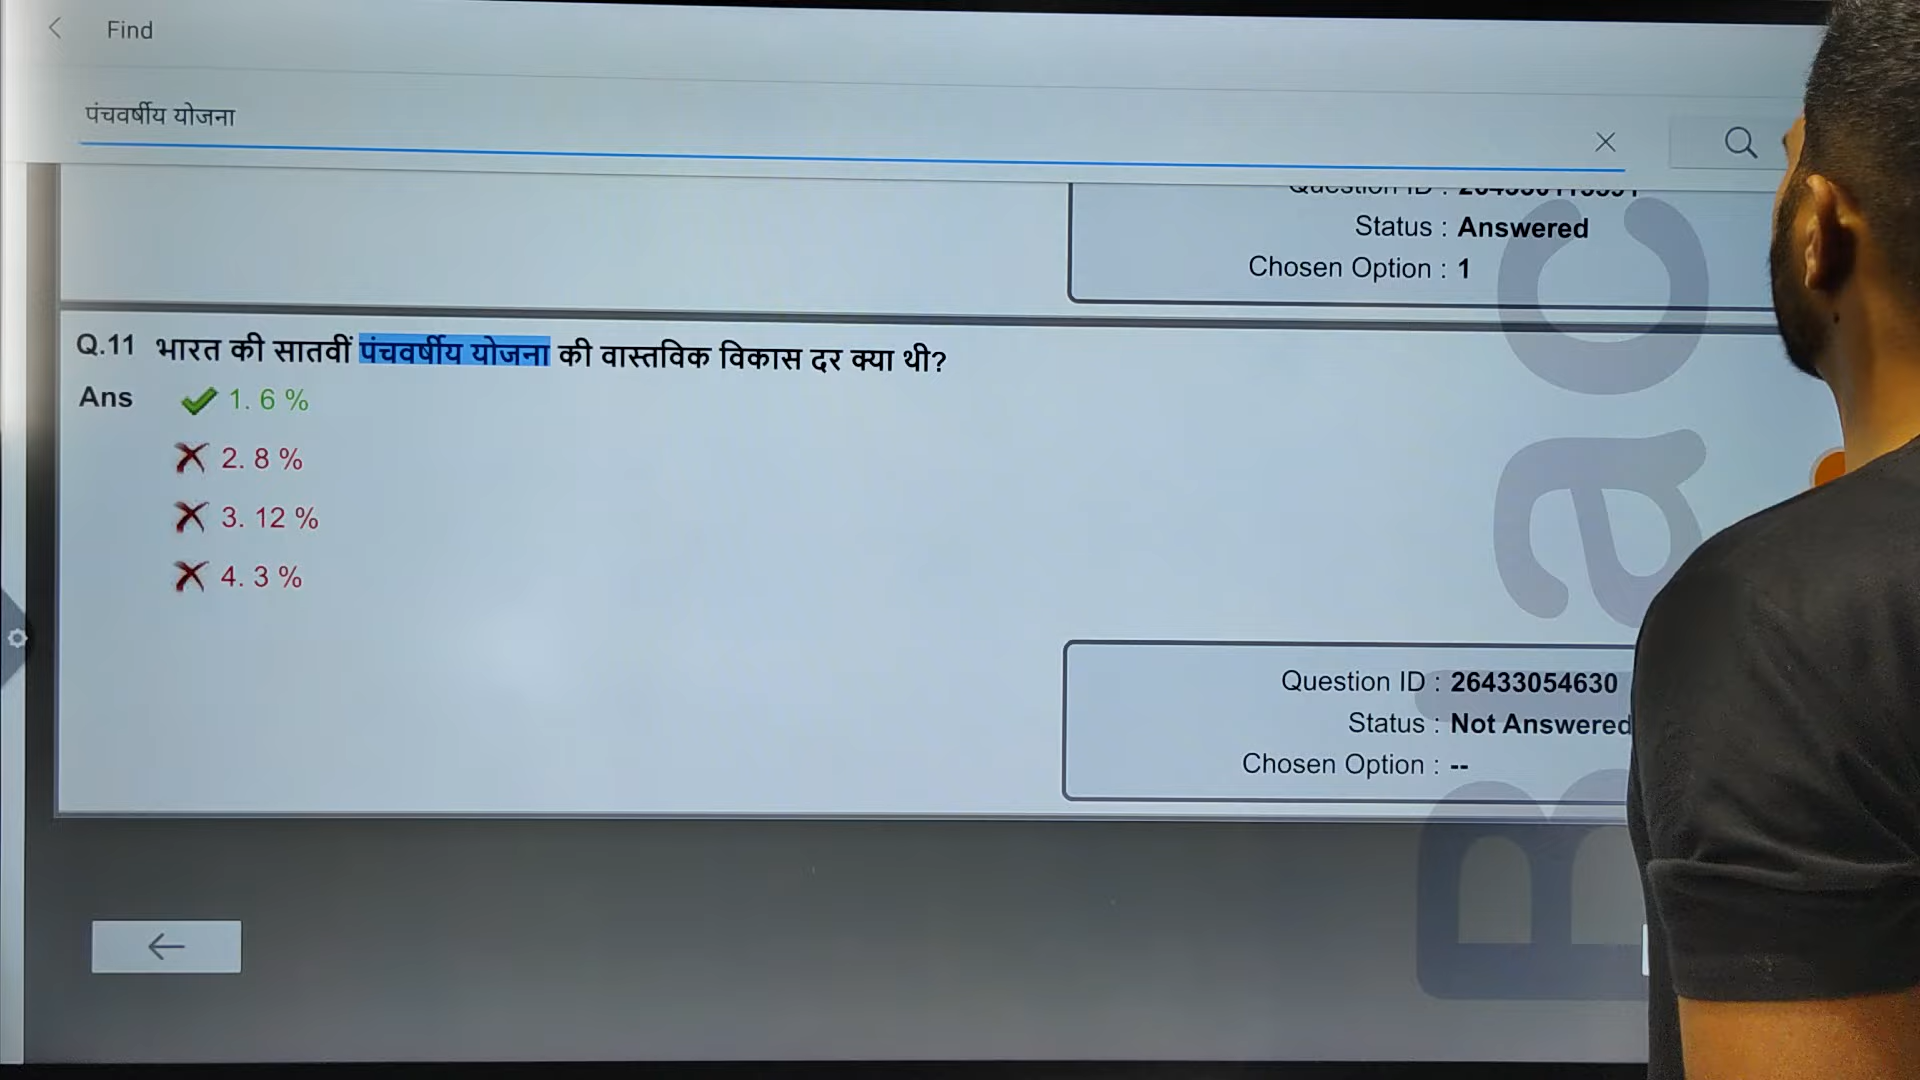 Find
पंचवर्षीय योजना
Status : Answered
Chosen Option : 1
Q.11 भारत की सातवीं पंचवर्षीय योजना की वास्तविक विकास दर क्या थी?
Ans 1. 6 %
2. 8 %
3. 12 %
4. 3 %
Question ID : 26433054630
Status : Not Answered
Chosen Option : --